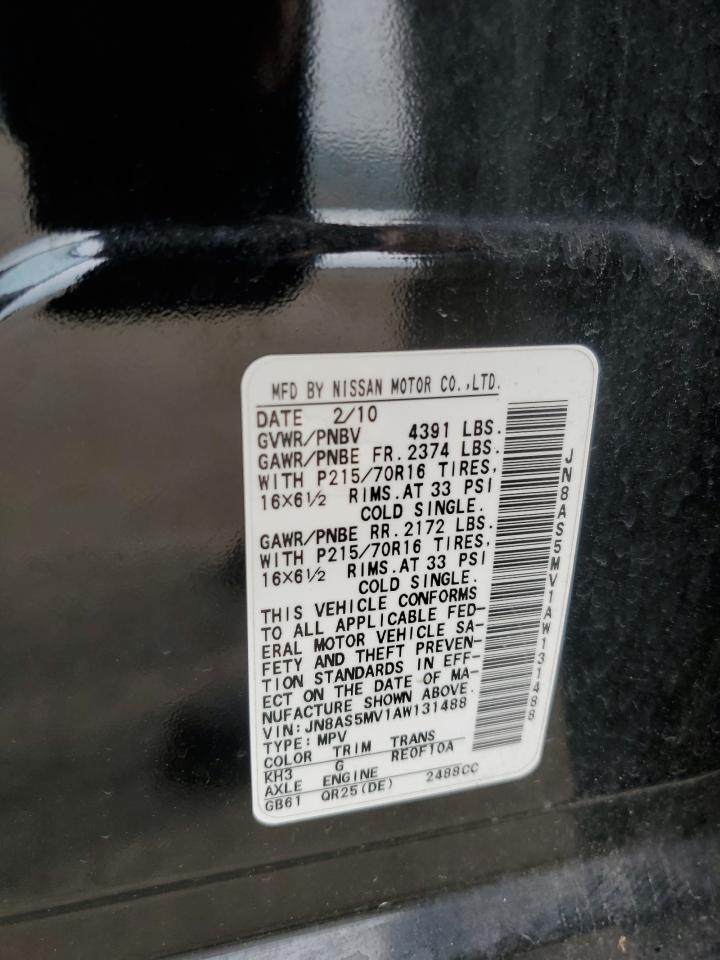 MFD BY NISSAN MOTOR CO.,LTD.
DATE 2/10
GVWR/PNBV 4391 LBS.
GAWR/PNBE FR. 2374 LBS.
WITH P215/70R16 TIRES,
16×6½ RIMS.AT 33 PSI
COLD SINGLE.
GAWR/PNBE RR. 2172 LBS.
WITH P215/70R16 TIRES,
16×6½ RIMS.AT 33 PSI
COLD SINGLE.
THIS VEHICLE CONFORMS
TO ALL APPLICABLE FED-
ERAL MOTOR VEHICLE SA-
FETY AND THEFT PREVEN-
TION STANDARDS IN EFF-
ECT ON THE DATE OF MA-
NUFACTURE SHOWN ABOVE.
VIN:JN8AS5MV1AW131488
TYPE:MPV
COLOR TRIM TRANS
KH3 G RE0F10A
AXLE ENGINE
GB61 QR25(DE) 2488CC
JN8AS5MV1AW131488